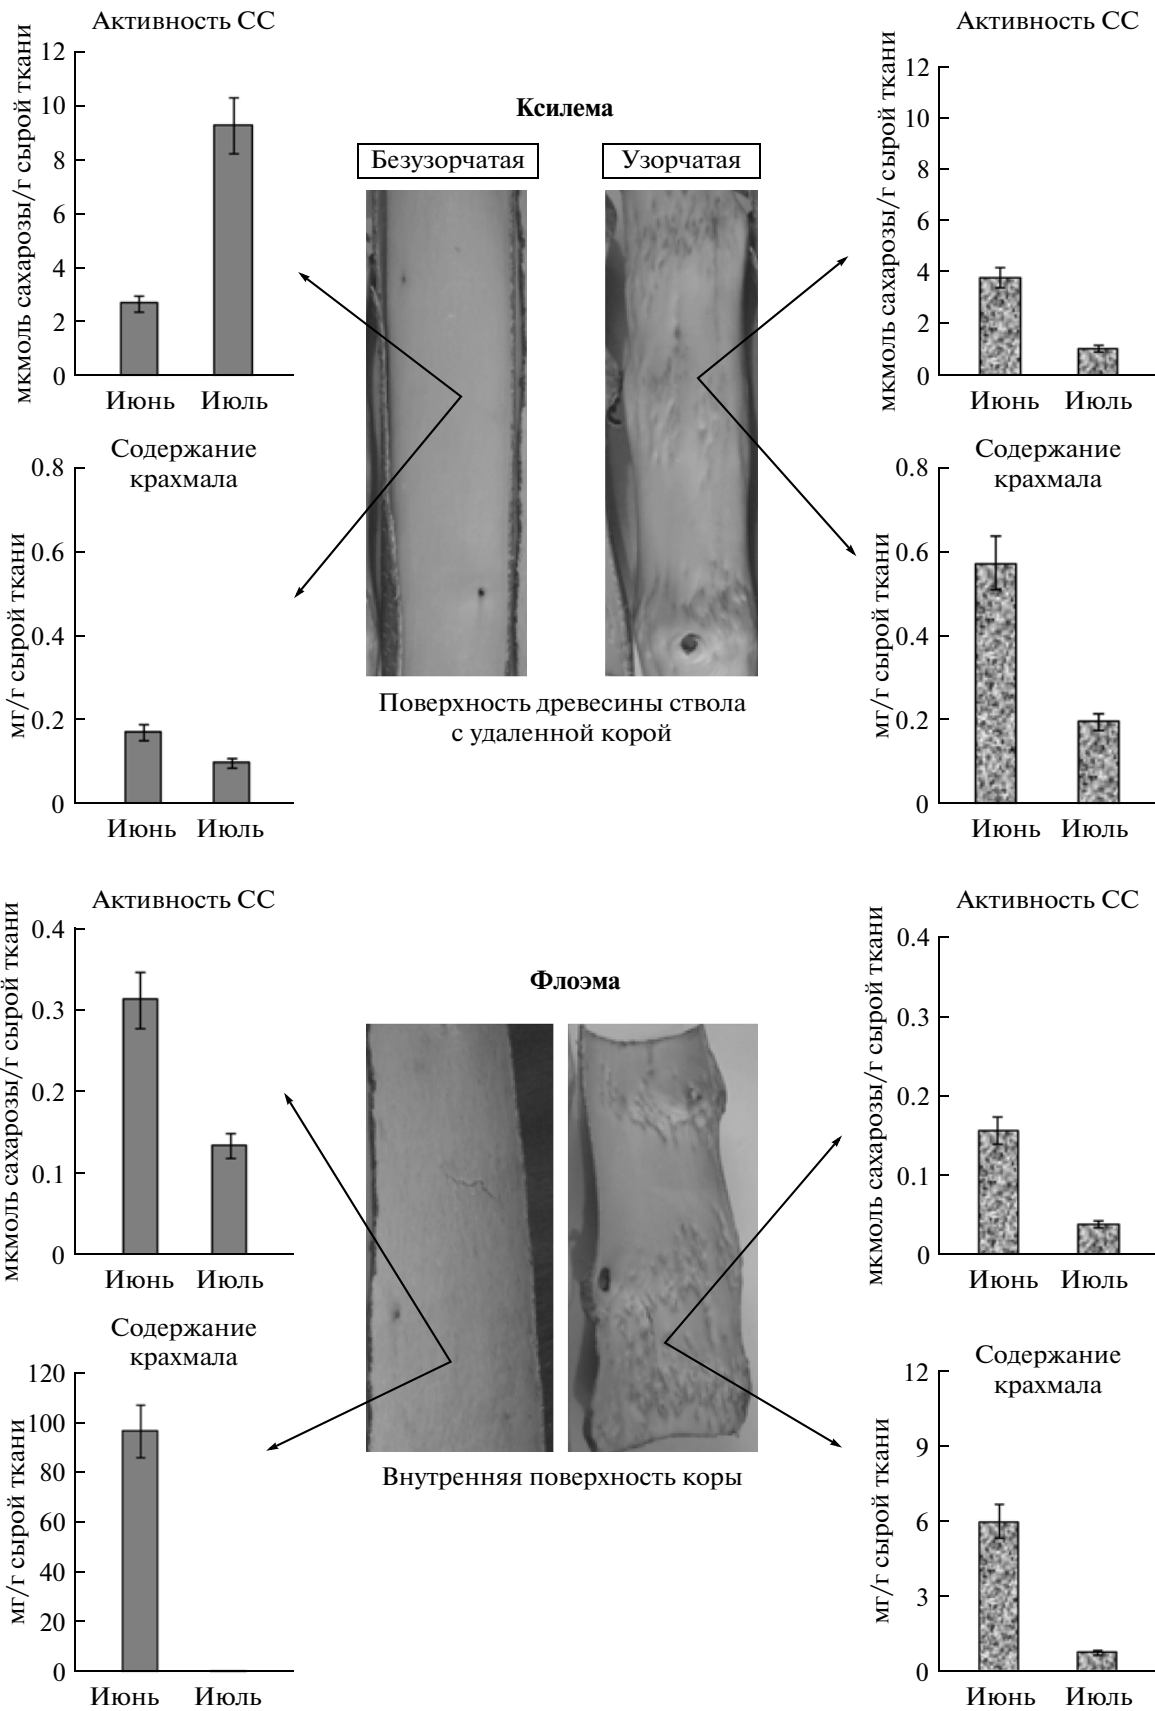 Активность СС
мкмоль сахарозы/г сырой ткани
12
10
8
6
4
2
0
Июнь Июль
Содержание
крахмала
мг/г сырой ткани
0.8
0.6
0.4
0.2
0
Июнь Июль
Ксилема
Безузорчатая
Узорчатая
Поверхность древесины ствола
с удаленной корой
Активность СС
мкмоль сахарозы/г сырой ткани
12
10
8
6
4
2
0
Июнь Июль
Содержание
крахмала
мг/г сырой ткани
0.8
0.6
0.4
0.2
0
Июнь Июль
Активность СС
мкмоль сахарозы/г сырой ткани
0.4
0.3
0.2
0.1
0
Июнь Июль
Содержание
крахмала
мг/г сырой ткани
120
100
80
60
40
20
0
Июнь Июль
Флоэма
Внутренняя поверхность коры
Активность СС
мкмоль сахарозы/г сырой ткани
0.4
0.3
0.2
0.1
0
Июнь Июль
Содержание
крахмала
мг/г сырой ткани
12
9
6
3
0
Июнь Июль